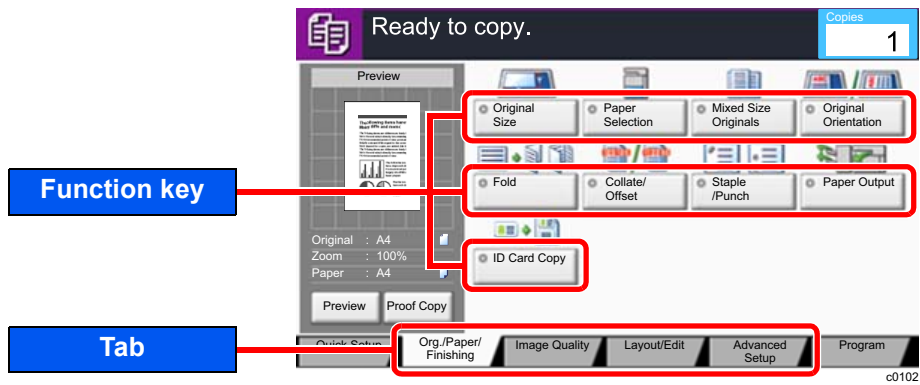 Ready to copy.
Copies
1
Preview
Original
Size
Paper
Selection
Mixed Size
Originals
Original
Orientation
Function key
Fold
Collate/
Offset
Staple
/Punch
Paper Output
Original : A4
Zoom : 100%
Paper : A4
ID Card Copy
Preview
Proof Copy
Tab
Quick Setup
Org./Paper/
Finishing
Image Quality
Layout/Edit
Advanced
Setup
Program
c0102